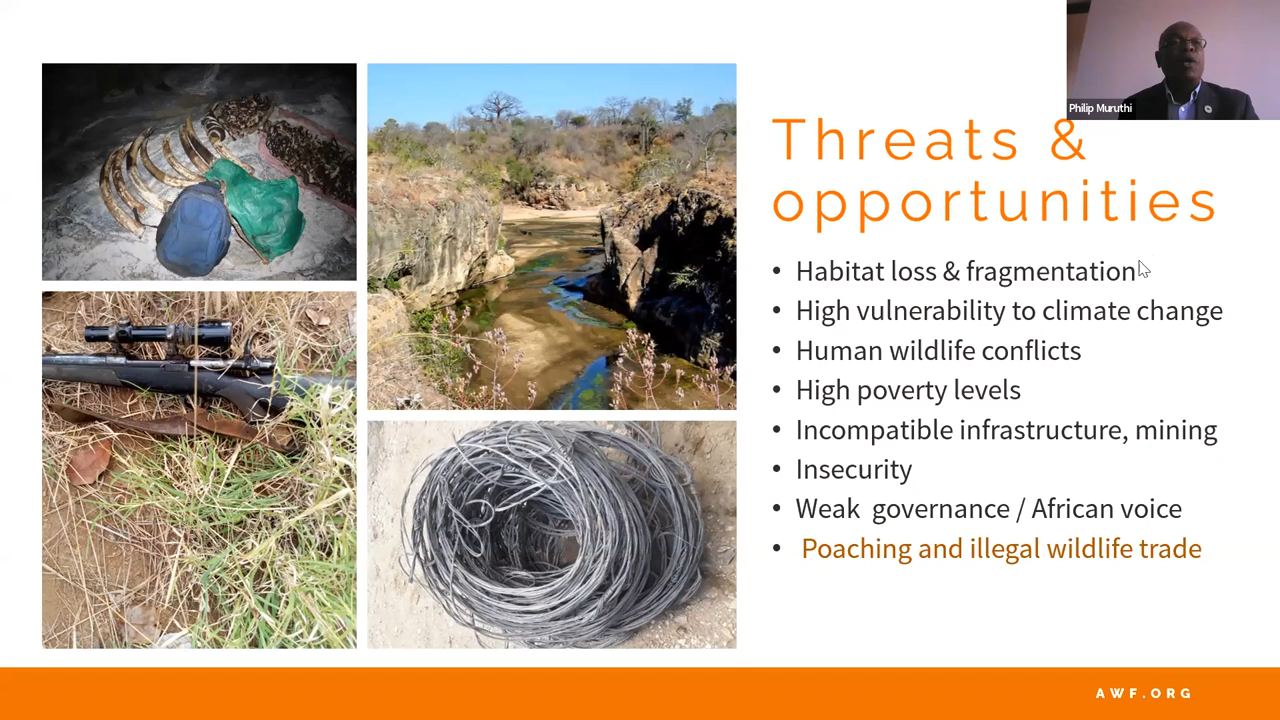 Philip Muruthi
Threats &
opportunities
• Habitat loss & fragmentation
• High vulnerability to climate change
• Human wildlife conflicts
• High poverty levels
• Incompatible infrastructure, mining
• Insecurity
• Weak  governance / African voice
• Poaching and illegal wildlife trade
AWF.ORG